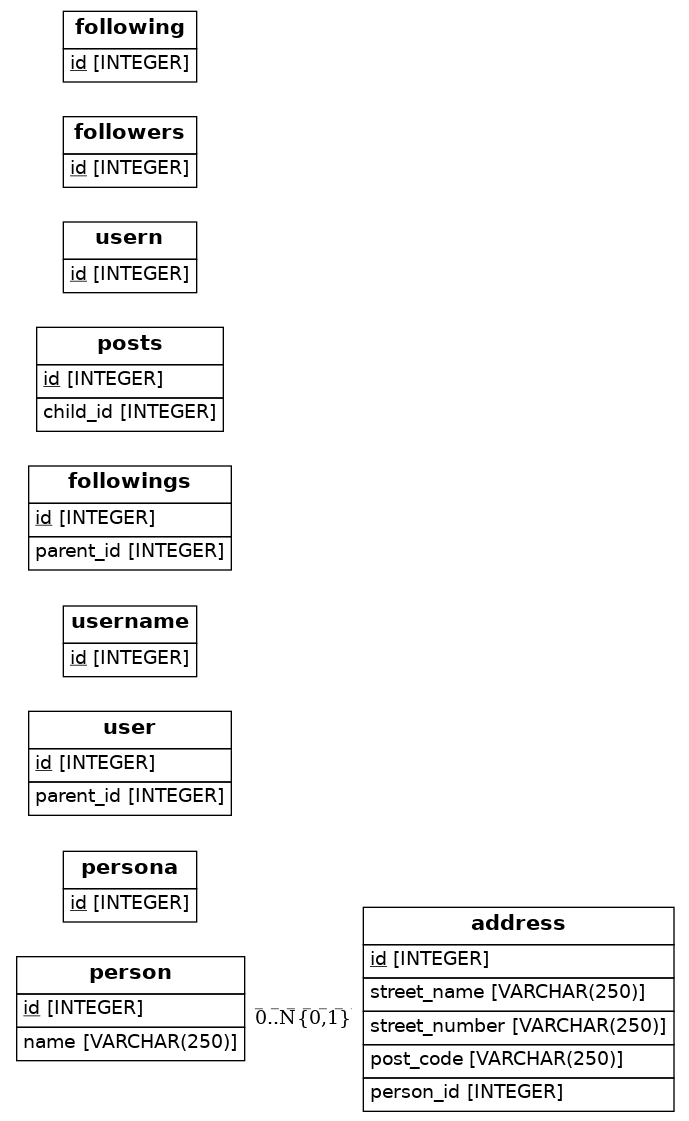 following
id [INTEGER]
followers
id [INTEGER]
usern
id [INTEGER]
posts
id [INTEGER]
child_id [INTEGER]
followings
id [INTEGER]
parent_id [INTEGER]
username
id [INTEGER]
user
id [INTEGER]
parent_id [INTEGER]
persona
id [INTEGER]
person
id [INTEGER]
name [VARCHAR(250)]
0..N {0,1}
address
id [INTEGER]
street_name [VARCHAR(250)]
street_number [VARCHAR(250)]
post_code [VARCHAR(250)]
person_id [INTEGER]